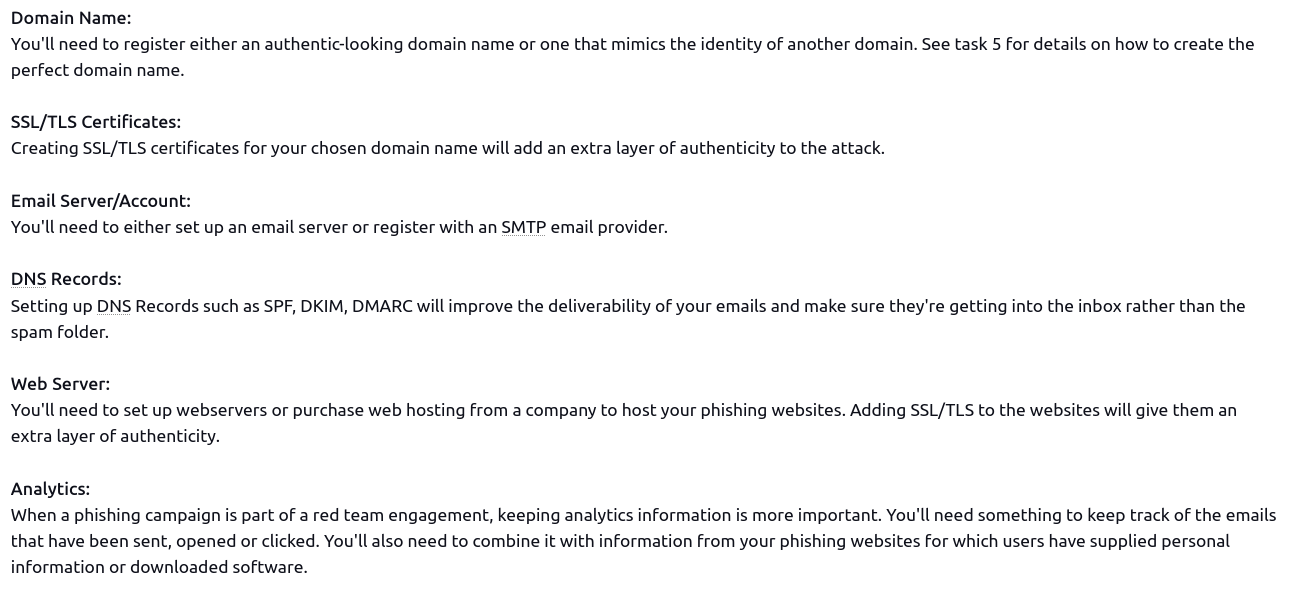 Domain Name:
You'll need to register either an authentic-looking domain name or one that mimics the identity of another domain. See task 5 for details on how to create the
perfect domain name.
SSL/TLS Certificates:
Creating SSL/TLS certificates for your chosen domain name will add an extra layer of authenticity to the attack.
Email Server/Account:
You'll need to either set up an email server or register with an SMTP email provider.
DNS Records:
Setting up DNS Records such as SPF, DKIM, DMARC will improve the deliverability of your emails and make sure they're getting into the inbox rather than the
spam folder.
Web Server:
You'll need to set up webservers or purchase web hosting from a company to host your phishing websites. Adding SSL/TLS to the websites will give them an
extra layer of authenticity.
Analytics:
When a phishing campaign is part of a red team engagement, keeping analytics information is more important. You'll need something to keep track of the emails
that have been sent, opened or clicked. You'll also need to combine it with information from your phishing websites for which users have supplied personal
information or downloaded software.